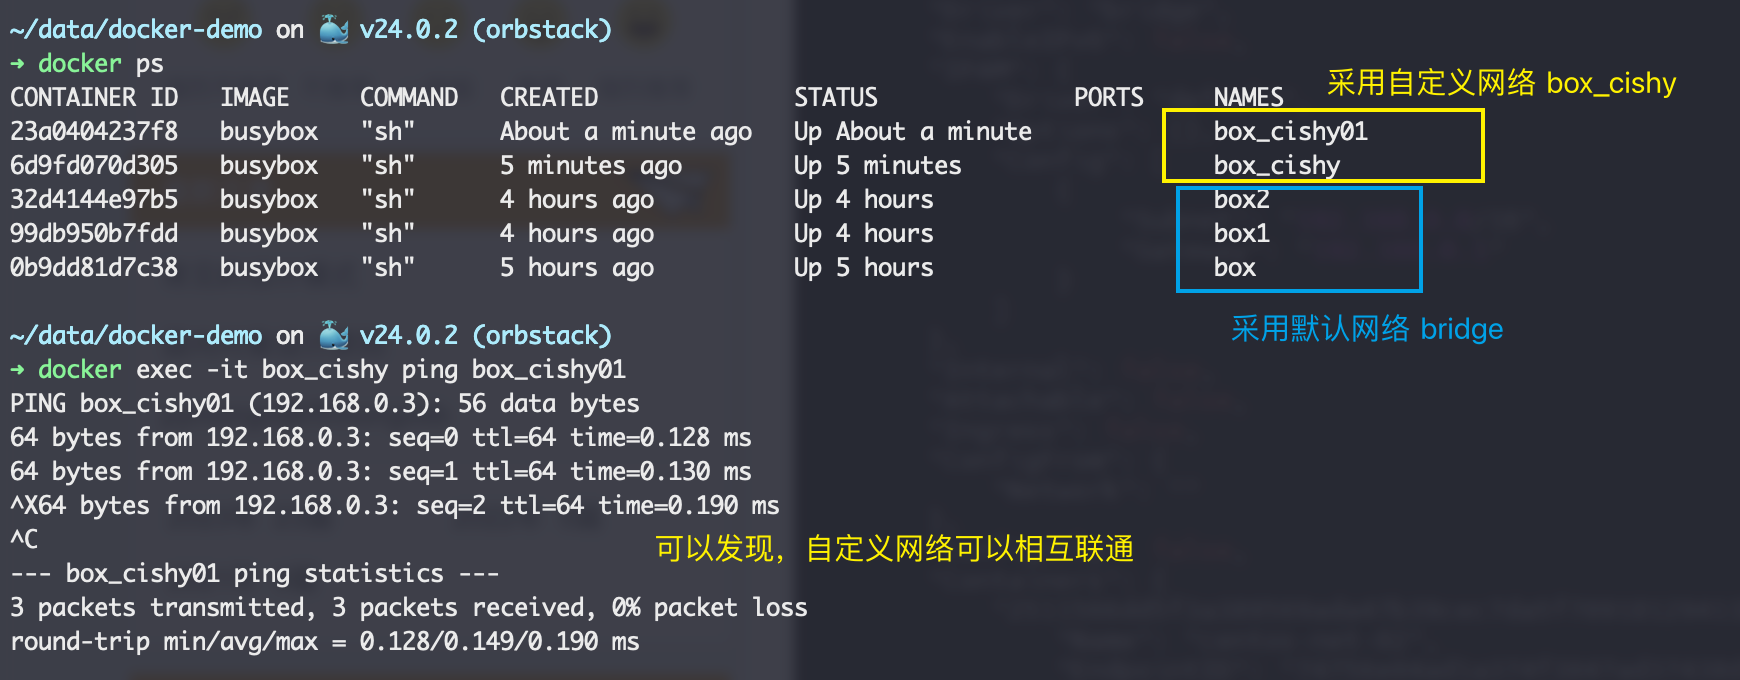 ~/data/docker-demo on 🐳 v24.0.2 (orbstack)
→ docker ps
采用自定义网络 box_cishy
CONTAINER ID IMAGE COMMAND CREATED STATUS PORTS NAMES
23a0404237f8 busybox "sh" About a minute ago Up About a minute box_cishy01
6d9fd070d305 busybox "sh" 5 minutes ago Up 5 minutes box_cishy
32d4144e97b5 busybox "sh" 4 hours ago Up 4 hours box2
99db950b7fdd busybox "sh" 4 hours ago Up 4 hours box1
0b9dd81d7c38 busybox "sh" 5 hours ago Up 5 hours box
采用默认网络 bridge
~/data/docker-demo on 🐳 v24.0.2 (orbstack)
→ docker exec -it box_cishy ping box_cishy01
PING box_cishy01 (192.168.0.3): 56 data bytes
64 bytes from 192.168.0.3: seq=0 ttl=64 time=0.128 ms
64 bytes from 192.168.0.3: seq=1 ttl=64 time=0.130 ms
^X64 bytes from 192.168.0.3: seq=2 ttl=64 time=0.190 ms
^C
可以发现，自定义网络可以相互联通
--- box_cishy01 ping statistics ---
3 packets transmitted, 3 packets received, 0% packet loss
round-trip min/avg/max = 0.128/0.149/0.190 ms